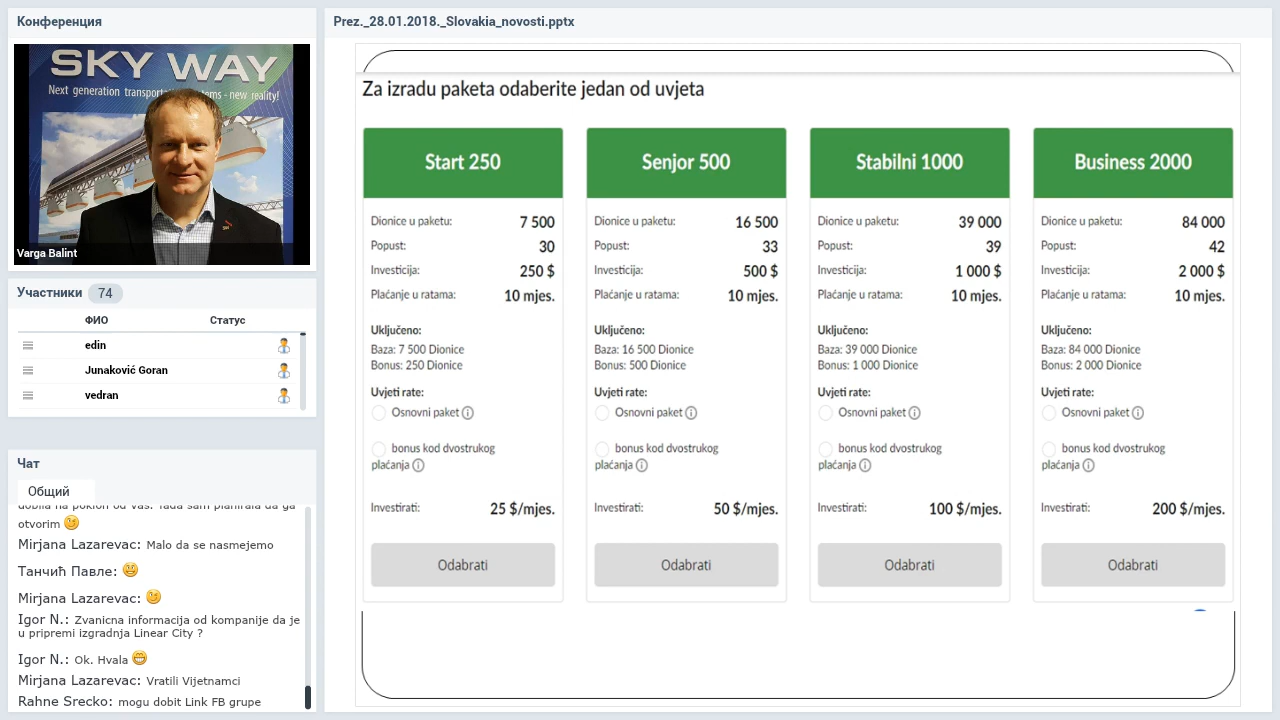 Конференция
SKY WAY
Next generation
- new reality!
Varga Balint
Участники 74
ФИО Статус
edin
Junaković Goran
vedran
Чат
Общий
dobila na poklon od vas. Tada sam planirala da ga
otvorim
Mirjana Lazarevac: Malo da se nasmejemo
Танчић Павле:
Mirjana Lazarevac:
Igor N.: Zvanicna informacija od kompanije da je
u pripremi izgradnja Linear City ?
Igor N.: Ok. Hvala
Mirjana Lazarevac: Vratili Vijetnamci
Rahne Srecko: mogu dobit Link FB grupe
Prez._28.01.2018._Slovakia_novosti.pptx
Za izradu paketa odaberite jedan od uvjeta
Start 250
Dionice u paketu: 7 500
Popust: 30
Investicija: 250 $
Plaćanje u ratama: 10 mjes.
Uključeno:
Baza: 7 500 Dionice
Bonus: 250 Dionice
Uvjeti rate:
Osnovni paket
bonus kod dvostrukog
plaćanja
Investirati: 25 $/mjes.
Odabrati
Senjor 500
Dionice u paketu: 16 500
Popust: 33
Investicija: 500 $
Plaćanje u ratama: 10 mjes.
Uključeno:
Baza: 16 500 Dionice
Bonus: 500 Dionice
Uvjeti rate:
Osnovni paket
bonus kod dvostrukog
plaćanja
Investirati: 50 $/mjes.
Odabrati
Stabilni 1000
Dionice u paketu: 39 000
Popust: 39
Investicija: 1 000 $
Plaćanje u ratama: 10 mjes.
Uključeno:
Baza: 39 000 Dionice
Bonus: 1 000 Dionice
Uvjeti rate:
Osnovni paket
bonus kod dvostrukog
plaćanja
Investirati: 100 $/mjes.
Odabrati
Business 2000
Dionice u paketu: 84 000
Popust: 42
Investicija: 2 000 $
Plaćanje u ratama: 10 mjes.
Uključeno:
Baza: 84 000 Dionice
Bonus: 2 000 Dionice
Uvjeti rate:
Osnovni paket
bonus kod dvostrukog
plaćanja
Investirati: 200 $/mjes.
Odabrati